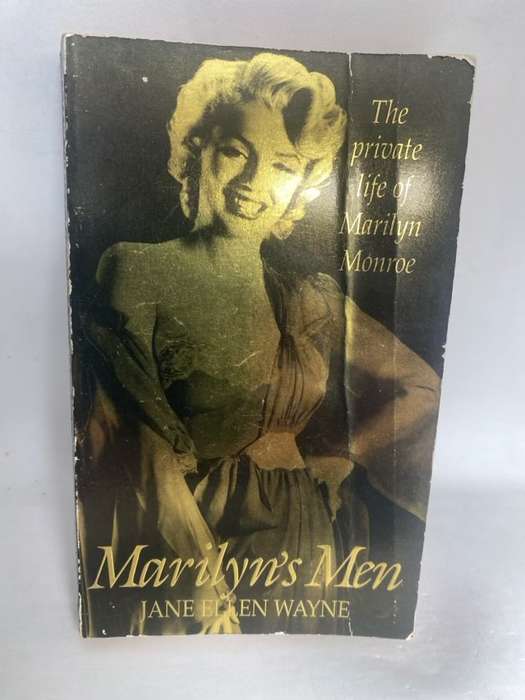 The
private
life of
Marilyn
Monroe
Marilyn's Men
JANE ELLEN WAYNE